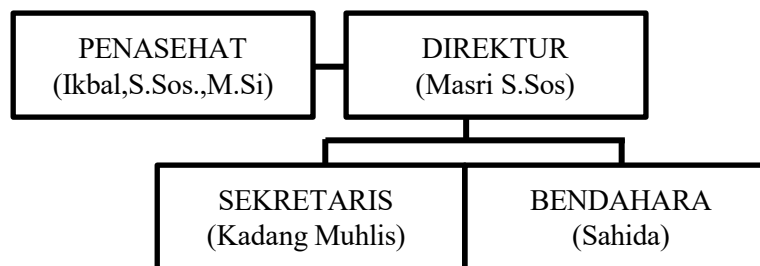 PENASEHAT
(Ikbal,S.Sos.,M.Si)
DIREKTUR
(Masri S.Sos)
SEKRETARIS
(Kadang Muhlis)
BENDAHARA
(Sahida)